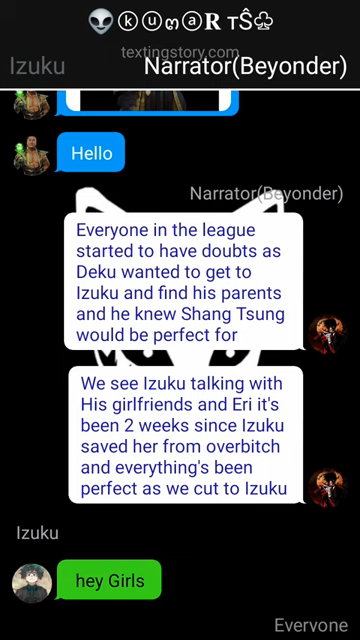 👽ⓚⓤⓜⓐ𝐑 тŜ♧
textingstory.com
Izuku Narrator(Beyonder)
Hello
Narrator(Beyonder)
Everyone in the league
started to have doubts as
Deku wanted to get to
Izuku and find his parents
and he knew Shang Tsung
would be perfect for
We see Izuku talking with
His girlfriends and Eri it's
been 2 weeks since Izuku
saved her from overbitch
and everything's been
perfect as we cut to Izuku
Izuku
hey Girls
Everyone